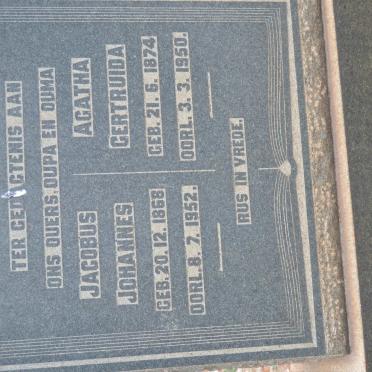 TER GEDAGTENIS AAN
ONS OUERS, OUPA EN OUMA
JACOBUS
JOHANNES
GEB. 20. 12. 1868
OORL. 8. 7. 1952.
AGATHA
GERTRUIDA
GEB. 21. 6. 1874
OORL. 3. 3. 1950.
RUS IN VREDE.